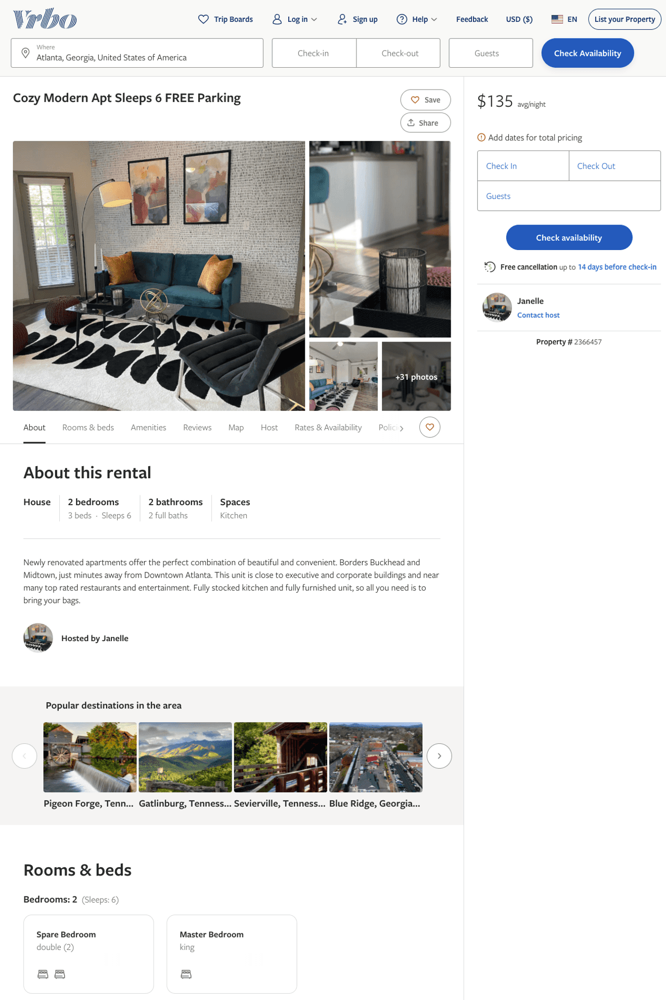 Vrbo
Trip Boards
Log in
Sign up
Help
Feedback
USD ($)
EN
List your Property
Where
Atlanta, Georgia, United States of America
Check-in
Check-out
Guests
Check Availability
Cozy Modern Apt Sleeps 6 FREE Parking
Save
Share
+31 photos
$135 avg/night
Add dates for total pricing
Check In
Check Out
Guests
Check availability
Free cancellation up to 14 days before check-in
Janelle
Contact host
Property # 2366457
About
Rooms & beds
Amenities
Reviews
Map
Host
Rates & Availability
Polici
About this rental
House
2 bedrooms
3 beds · Sleeps 6
2 bathrooms
2 full baths
Spaces
Kitchen
Newly renovated apartments offer the perfect combination of beautiful and convenient. Borders Buckhead and
Midtown, just minutes away from Downtown Atlanta. This unit is close to executive and corporate buildings and near
many top rated restaurants and entertainment. Fully stocked kitchen and fully furnished unit, so all you need is to
bring your bags.
Hosted by Janelle
Popular destinations in the area
Pigeon Forge, Tenn...
Gatlinburg, Tenness...
Sevierville, Tenness...
Blue Ridge, Georgia...
Rooms & beds
Bedrooms: 2 (Sleeps: 6)
Spare Bedroom
double (2)
Master Bedroom
king